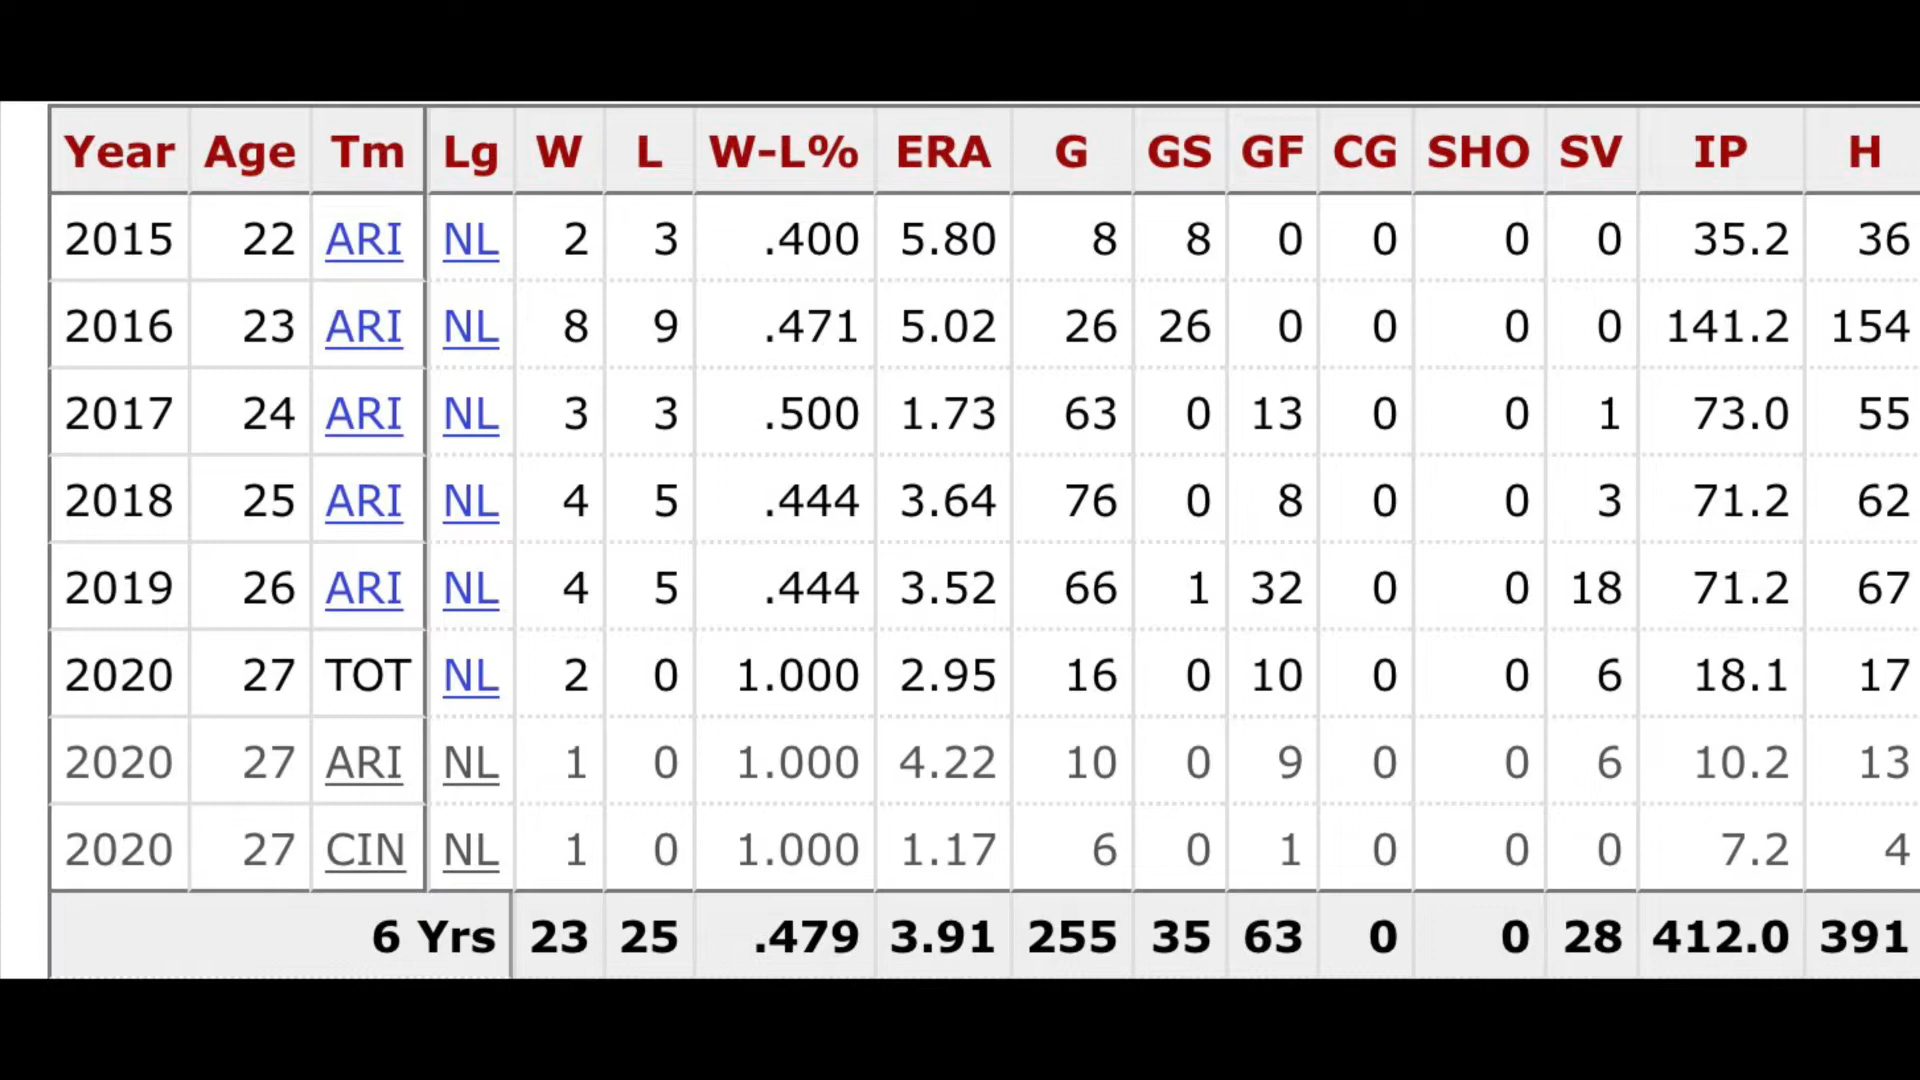 Year Age Tm Lg W L W-L% ERA G GS GF CG SHO SV IP H
2015 22 ARI NL 2 3 .400 5.80 8 8 0 0 0 0 35.2 36
2016 23 ARI NL 8 9 .471 5.02 26 26 0 0 0 0 141.2 154
2017 24 ARI NL 3 3 .500 1.73 63 0 13 0 0 1 73.0 55
2018 25 ARI NL 4 5 .444 3.64 76 0 8 0 0 3 71.2 62
2019 26 ARI NL 4 5 .444 3.52 66 1 32 0 0 18 71.2 67
2020 27 TOT NL 2 0 1.000 2.95 16 0 10 0 0 6 18.1 17
2020 27 ARI NL 1 0 1.000 4.22 10 0 9 0 0 6 10.2 13
2020 27 CIN NL 1 0 1.000 1.17 6 0 1 0 0 0 7.2 4
6 Yrs 23 25 .479 3.91 255 35 63 0 0 28 412.0 391